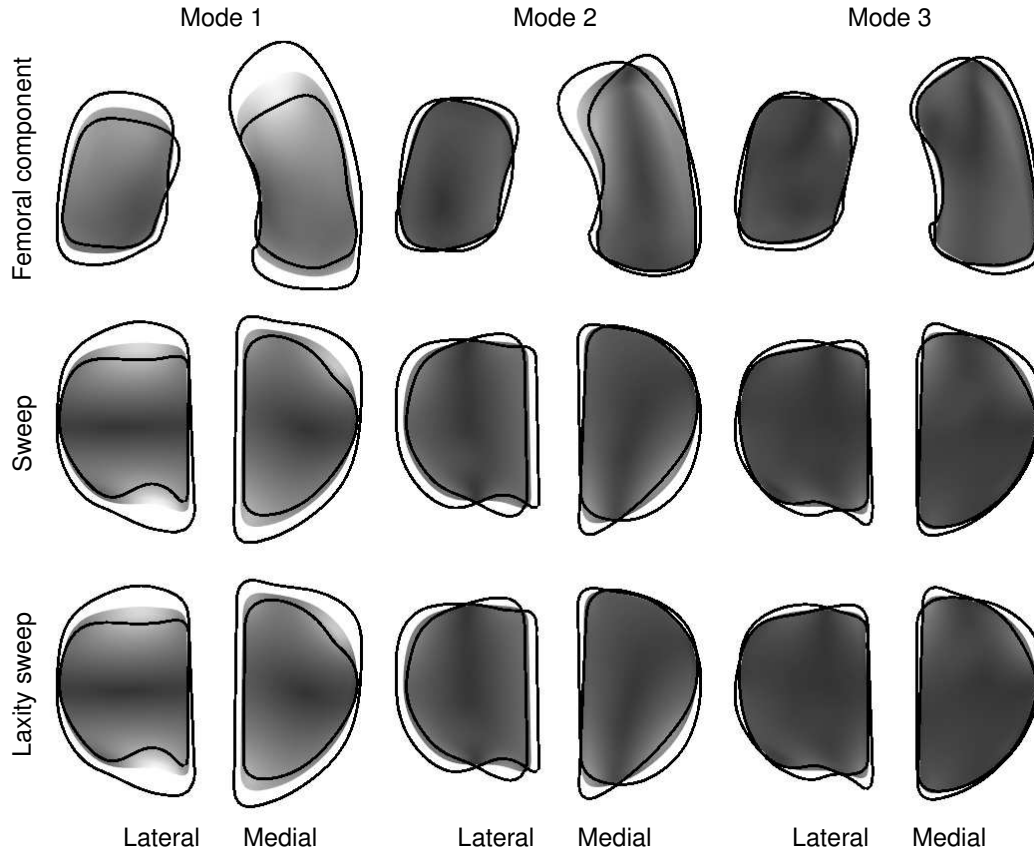 Mode 1 Mode 2 Mode 3
Femoral component
Sweep
Laxity sweep
Lateral Medial Lateral Medial Lateral Medial